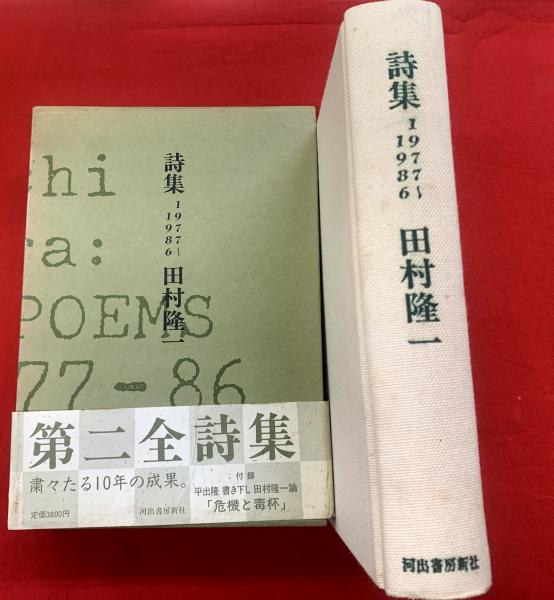 chi
ra:
POEMS
77-86
詩集
1977~
1986
田村隆一
第二全詩集
粛々たる10年の成果。
付録
平出隆 書き下し 田村隆一論
「危機と毒杯」
定価3800円
河出書房新社
詩集
1977~
1986
田村隆一
河出書房新社